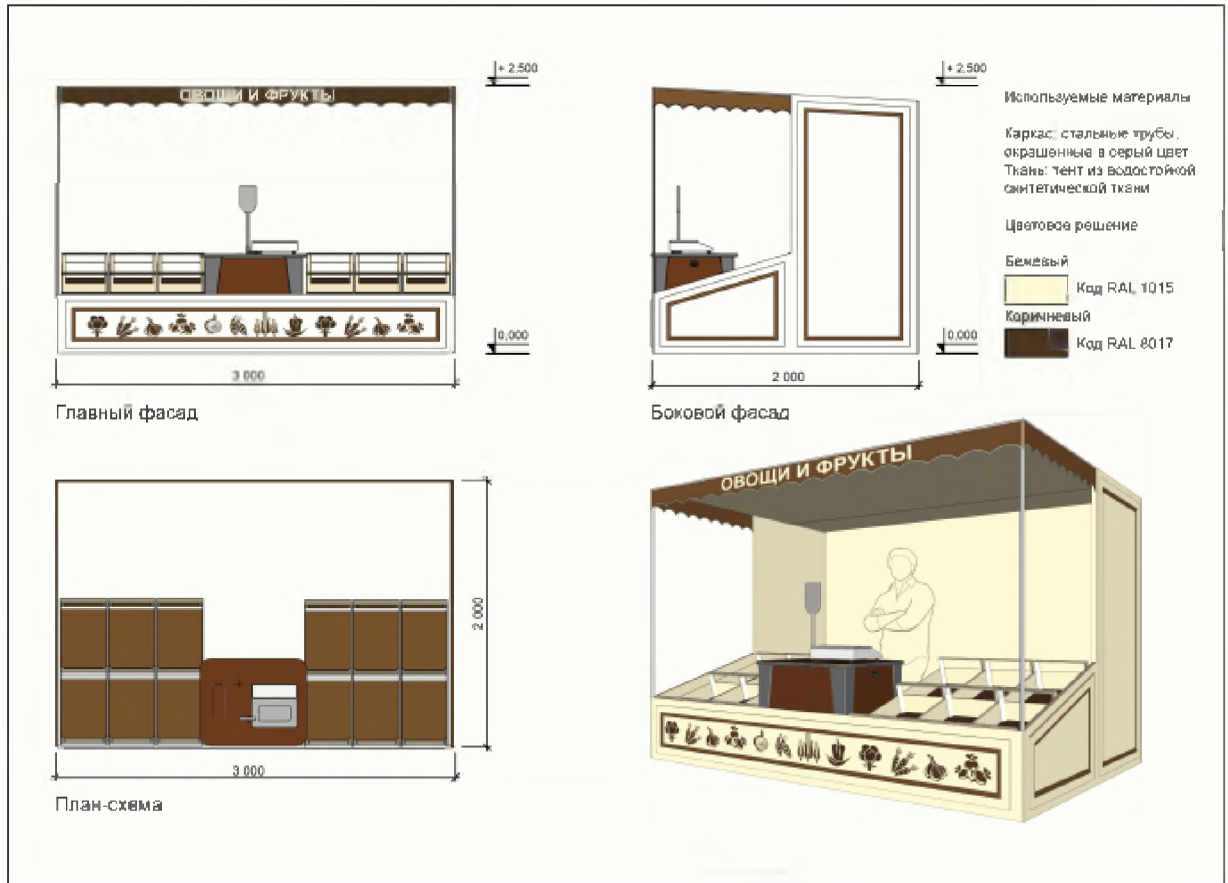 + 2,500
+ 2,500
ОВОЩИ И ФРУКТЫ
Используемые материалы
Каркас: стальные трубы,
окрашенные в серый цвет
Ткань: тент из водостойкой
синтетической ткани
Цветовое решение
Бежевый
Код RAL 1015
Коричневый
Код RAL 8017
0,000
0,000
3 000
2 000
Главный фасад
Боковой фасад
ОВОЩИ И ФРУКТЫ
2 000
3 000
План-схема